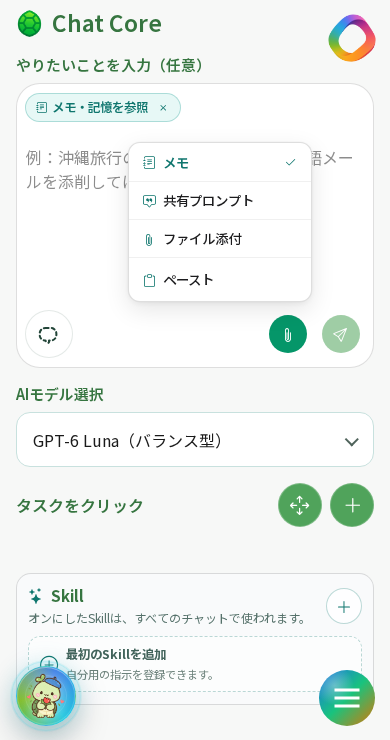 Chat Core
やりたいことを入力（任意）
メモ・記憶を参照 ×
例：沖縄旅行の
語メー
ルを添削して
メモ
共有プロンプト
ファイル添付
ペースト
AIモデル選択
GPT-6 Luna（バランス型）
タスクをクリック
Skill
オンにしたSkillは、すべてのチャットで使われます。
最初のSkillを追加
自分用の指示を登録できます。